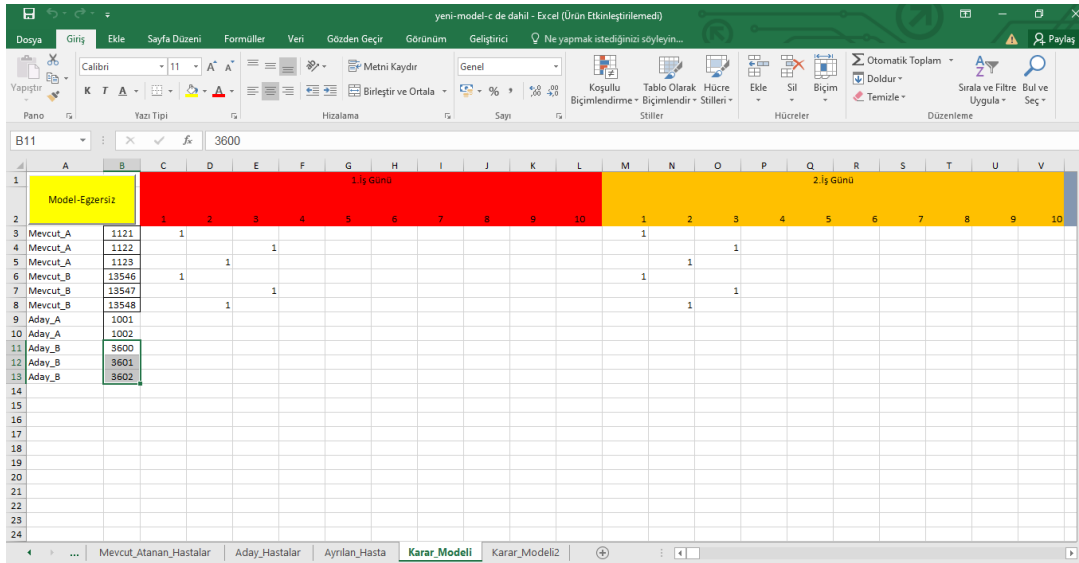 yeni-model-c de dahil - Excel (Ürün Etkinleştirilemedi)
Dosya Giriş Ekle Sayfa Düzeni Formüller Veri Gözden Geçir Görünüm Geliştirici Ne yapmak istediğinizi söyleyin... Paylaş
Yapıştır
Calibri 11
K T A
Metni Kaydır
Birleştir ve Ortala
Genel
Koşullu Biçimlendirme
Tablo Olarak Biçimlendir
Hücre Stilleri
Ekle Sil Biçim
Otomatik Toplam
Doldur
Temizle
Sırala ve Filtre Uygula
Bul ve Seç
Pano Yazı Tipi Hizalama Sayı Stiller Hücreler Düzenleme
B11 fx 3600
A B C D E F G H I J K L M N O P Q R S T U V
1 1.İş Günü 2.İş Günü
Model-Egzersiz
2 1 2 3 4 5 6 7 8 9 10 1 2 3 4 5 6 7 8 9 10
3 Mevcut_A 1121 1 1
4 Mevcut_A 1122 1 1
5 Mevcut_A 1123 1 1
6 Mevcut_B 13546 1 1
7 Mevcut_B 13547 1 1
8 Mevcut_B 13548 1 1
9 Aday_A 1001
10 Aday_A 1002
11 Aday_B 3600
12 Aday_B 3601
13 Aday_B 3602
14
15
16
17
18
19
20
21
22
23
24
... Mevcut_Atanan_Hastalar Aday_Hastalar Ayrılan_Hasta Karar_Modeli Karar_Modeli2